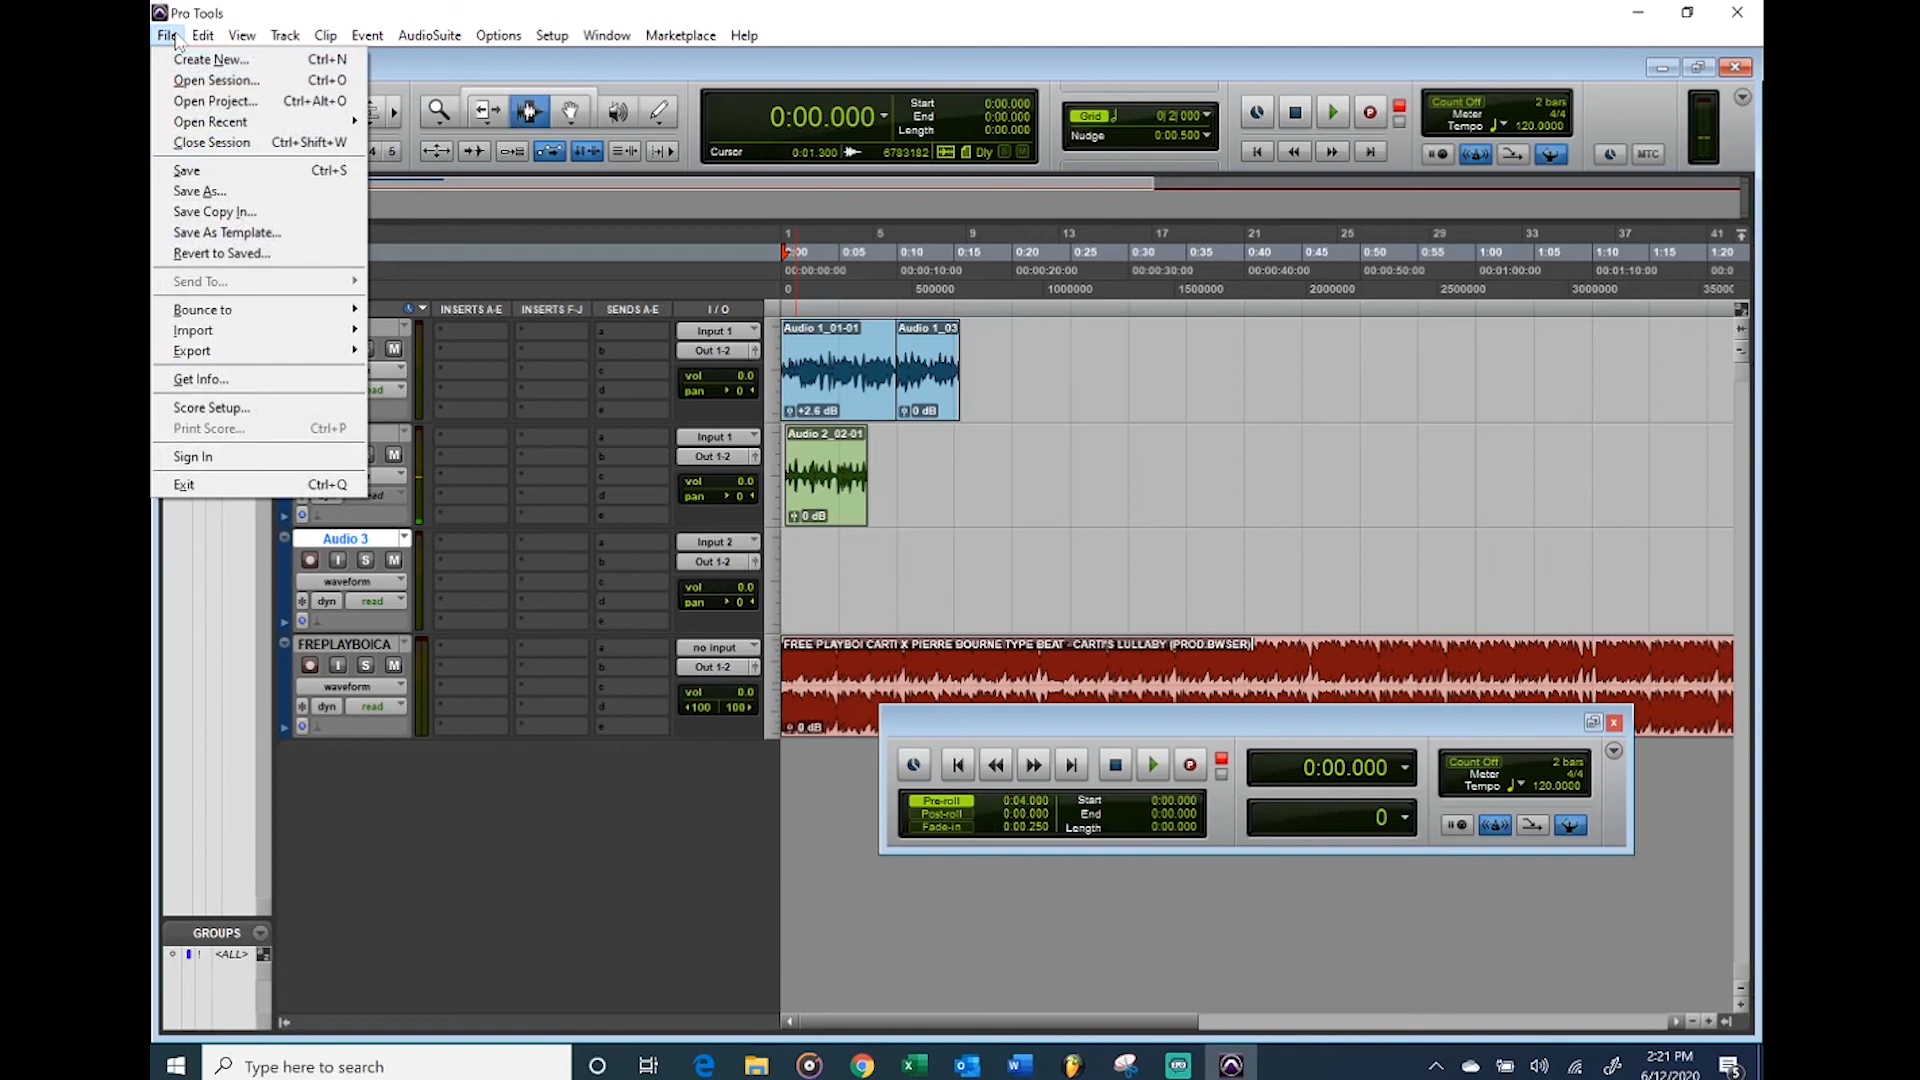 Pro Tools
File Edit View Track Clip Event AudioSuite Options Setup Window Marketplace Help
Create New... Ctrl+N
Open Session... Ctrl+O
Open Project... Ctrl+Alt+O
Open Recent
Close Session Ctrl+Shift+W
Save Ctrl+S
Save As...
Save Copy In...
Save As Template...
Revert to Saved...
Send To...
Bounce to
Import
Export
Get Info...
Score Setup...
Print Score... Ctrl+P
Sign In
Exit Ctrl+Q
4 5
0:00.000
Start 0:00.000
End 0:00.000
Length 0:00.000
Cursor 0:01.300 6783182 Dly
Grid 0| 2| 000
Nudge 0:00.500
Count Off 2 bars
Meter 4/4
Tempo 120.0000
MTC
1 5 9 13 17 21 25 29 33 37 41
0:00 0:05 0:10 0:15 0:20 0:25 0:30 0:35 0:40 0:45 0:50 0:55 1:00 1:05 1:10 1:15 1:20
00:00:00:00 00:00:10:00 00:00:20:00 00:00:30:00 00:00:40:00 00:00:50:00 00:01:00:00 00:01:10:00 00:0
0 500000 1000000 1500000 2000000 2500000 3000000 3500(
INSERTS A-E INSERTS F-J SENDS A-E I / O
M
ead
a
b
c
d
e
Input 1
Out 1-2
vol 0.0
pan 0
Audio 1_01-01 Audio 1_03
+2.6 dB 0 dB
M
ead
a
b
c
d
e
Input 1
Out 1-2
vol 0.0
pan 0
Audio 2_02-01
0 dB
Audio 3
I S M
waveform
dyn read
a
b
c
d
e
Input 2
Out 1-2
vol 0.0
pan 0
FREPLAYBOICA
I S M
waveform
dyn read
a
b
c
d
e
no input
Out 1-2
vol 0.0
100 100
FREE PLAYBOI CARTI X PIERRE BOURNE TYPE BEAT - CARTI'S LULLABY (PROD.BWSER)
0 dB
Pre-roll 0:04.000
Post-roll 0:00.000
Fade-in 0:00.250
Start 0:00.000
End 0:00.000
Length 0:00.000
0:00.000
0
Count Off 2 bars
Meter 4/4
Tempo 120.0000
GROUPS
! <ALL>
Type here to search
2:21 PM
6/12/2020
5